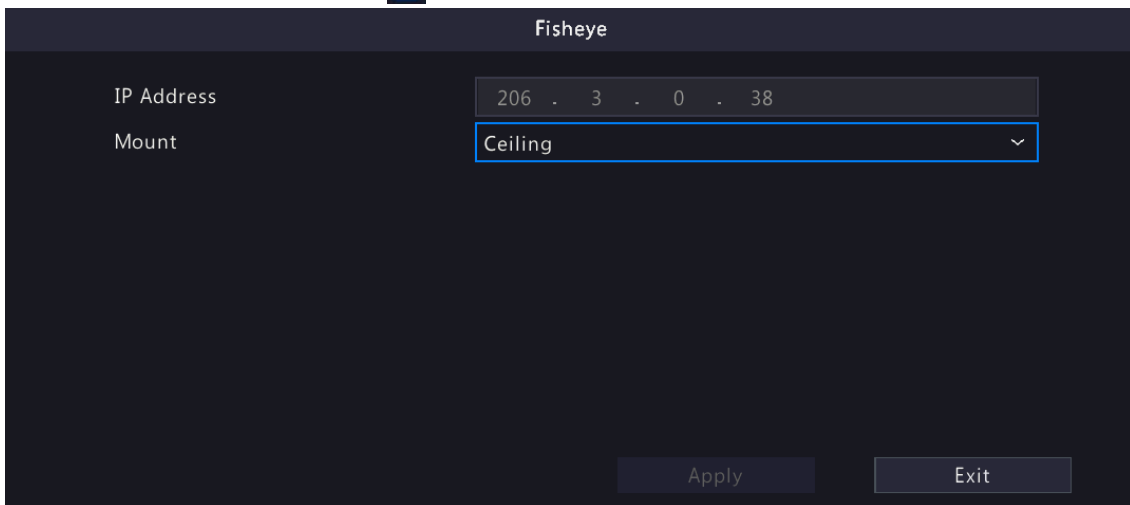 Fisheye
IP Address 206 . 3 . 0 . 38
Mount Ceiling
Apply Exit